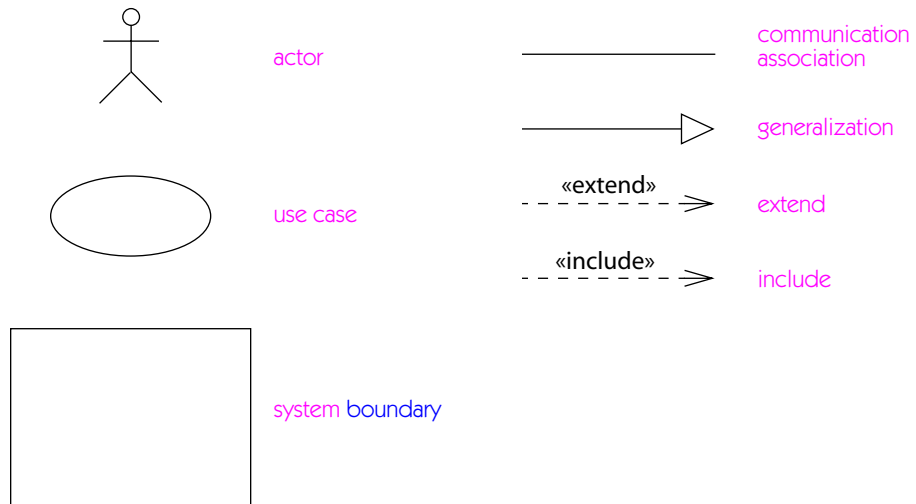 actor
use case
system boundary
communication
association
generalization
«extend»
extend
«include»
include